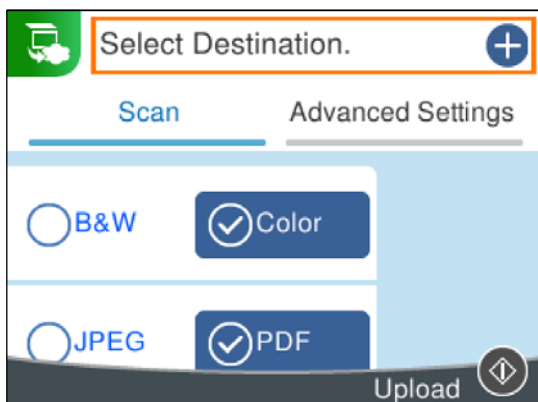 Select Destination.
Scan Advanced Settings
B&W Color
JPEG PDF
Upload